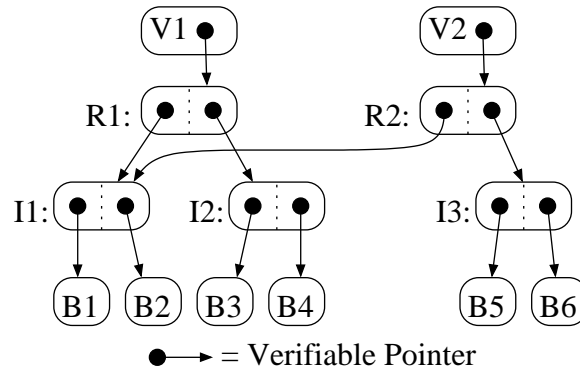 V1 V2
R1: R2:
I1: I2: I3:
B1 B2 B3 B4 B5 B6
= Verifiable Pointer